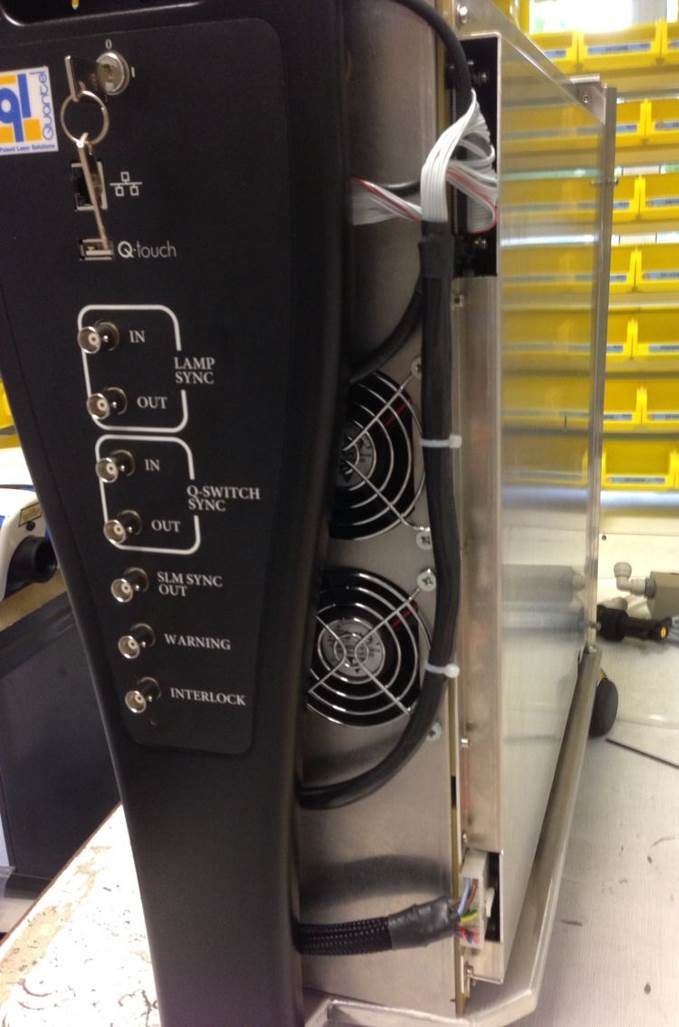 0
I
Quantel
Q-touch
IN
LAMP
SYNC
OUT
IN
Q-SWITCH
SYNC
OUT
SLM SYNC
OUT
WARNING
INTERLOCK